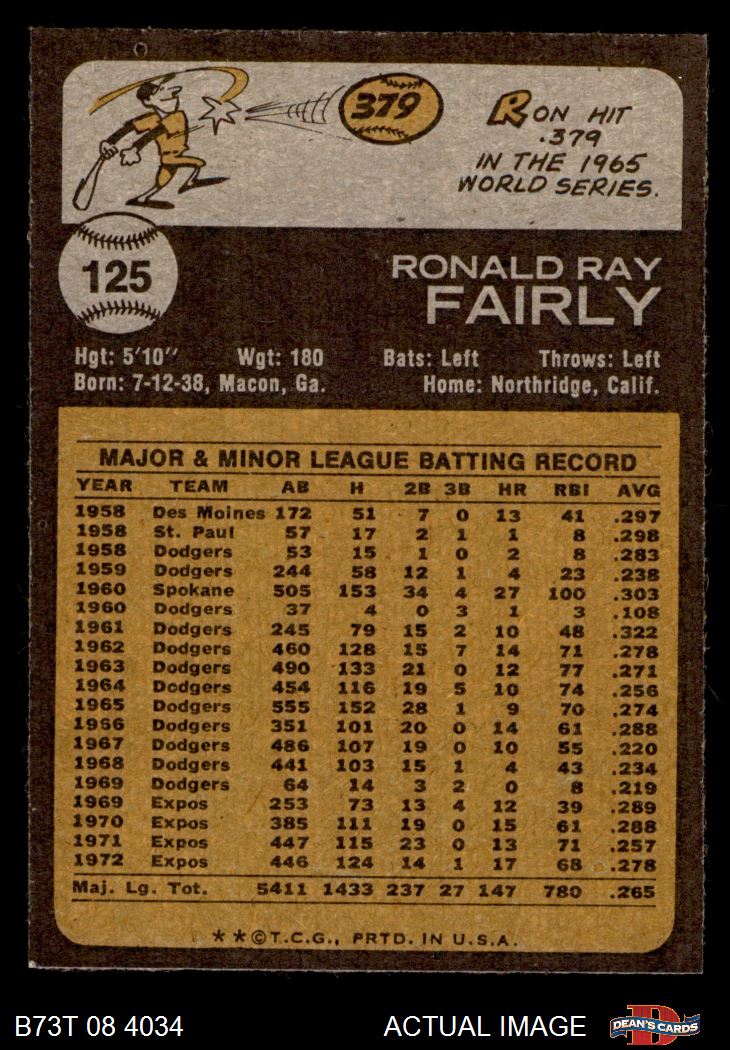 379
RON HIT
.379
IN THE 1965
WORLD SERIES.
125
RONALD RAY
FAIRLY
Hgt: 5'10" Wgt: 180 Bats: Left Throws: Left
Born: 7-12-38, Macon, Ga. Home: Northridge, Calif.
MAJOR & MINOR LEAGUE BATTING RECORD
YEAR TEAM AB H 2B 3B HR RBI AVG
1958 Des Moines 172 51 7 0 13 41 .297
1958 St. Paul 57 17 2 1 1 8 .298
1958 Dodgers 53 15 1 0 2 8 .283
1959 Dodgers 244 58 12 1 4 23 .238
1960 Spokane 505 153 34 4 27 100 .303
1960 Dodgers 37 4 0 3 1 3 .108
1961 Dodgers 245 79 15 2 10 48 .322
1962 Dodgers 460 128 15 7 14 71 .278
1963 Dodgers 490 133 21 0 12 77 .271
1964 Dodgers 454 116 19 5 10 74 .256
1965 Dodgers 555 152 28 1 9 70 .274
1966 Dodgers 351 101 20 0 14 61 .288
1967 Dodgers 486 107 19 0 10 55 .220
1968 Dodgers 441 103 15 1 4 43 .234
1969 Dodgers 64 14 3 2 0 8 .219
1969 Expos 253 73 13 4 12 39 .289
1970 Expos 385 111 19 0 15 61 .288
1971 Expos 447 115 23 0 13 71 .257
1972 Expos 446 124 14 1 17 68 .278
Maj. Lg. Tot. 5411 1433 237 27 147 780 .265
**©T.C.G., PRTD. IN U.S.A.
B73T 08 4034 ACTUAL IMAGE
D
DEAN'S CARDS